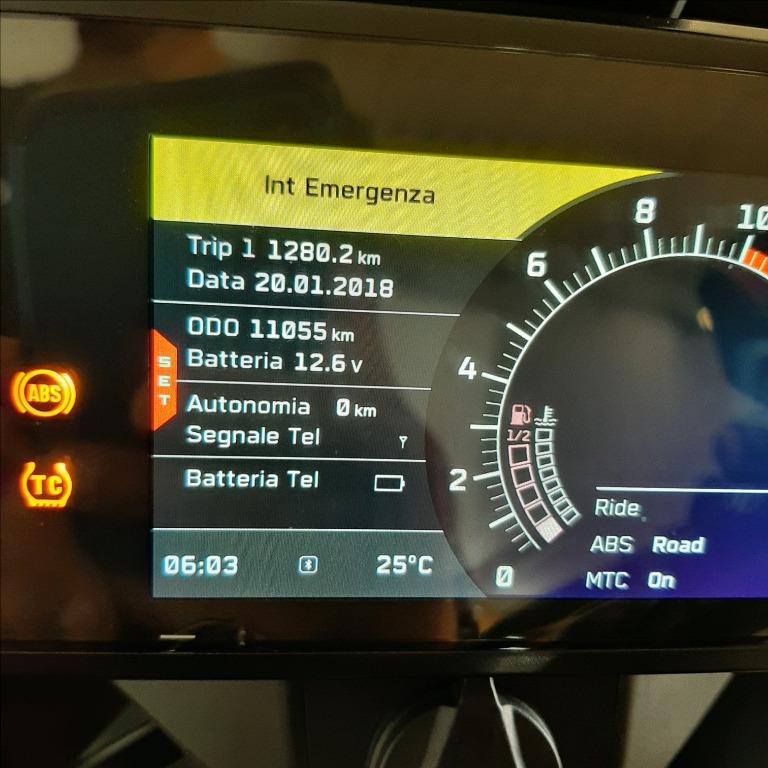 Int Emergenza
Trip 1 1280.2 km
Data 20.01.2018
ODO 11055 km
Batteria 12.6 v
SET
Autonomia 0 km
Segnale Tel
Batteria Tel
06:03 25°C
ABS
TC
10
8
6
4
2
0
1/2
Ride
ABS Road
MTC On